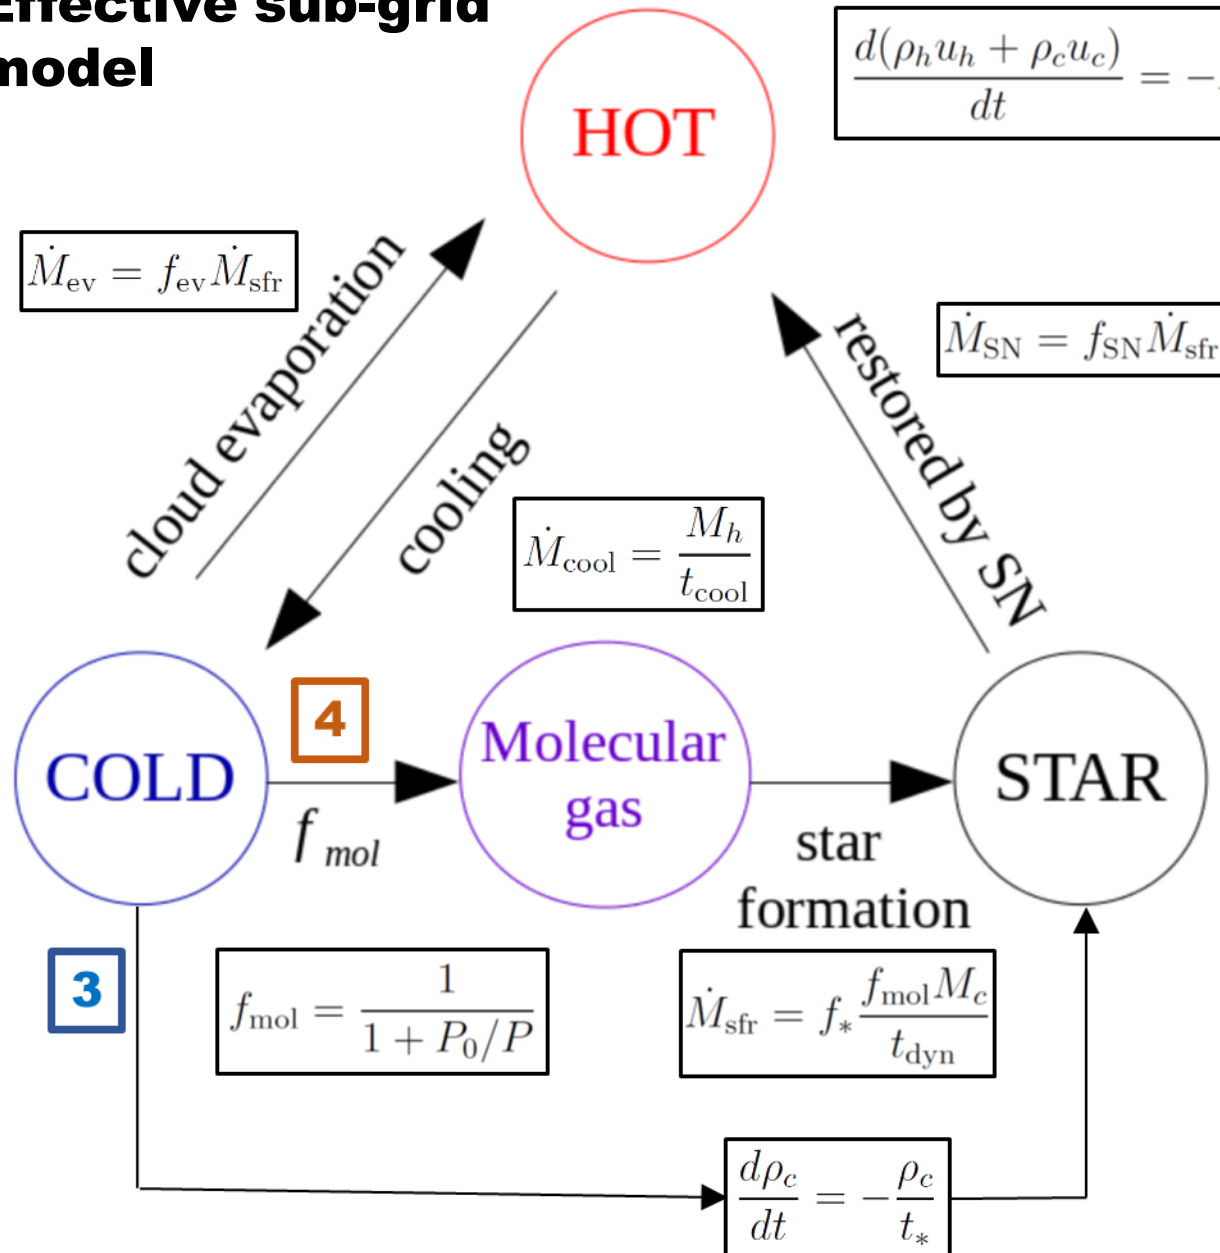 Effective sub-grid
model
HOT
d(ρ_h u_h + ρ_c u_c)/dt = −
Ṁ_ev = f_ev Ṁ_sfr
cloud evaporation
cooling
Ṁ_SN = f_SN Ṁ_sfr
restored by SN
Ṁ_cool = M_h/t_cool
4
COLD
f_mol
Molecular
gas
STAR
star
formation
3
f_mol = 1/(1 + P_0/P)
Ṁ_sfr = f_* f_mol M_c/t_dyn
dρ_c/dt = −ρ_c/t_*